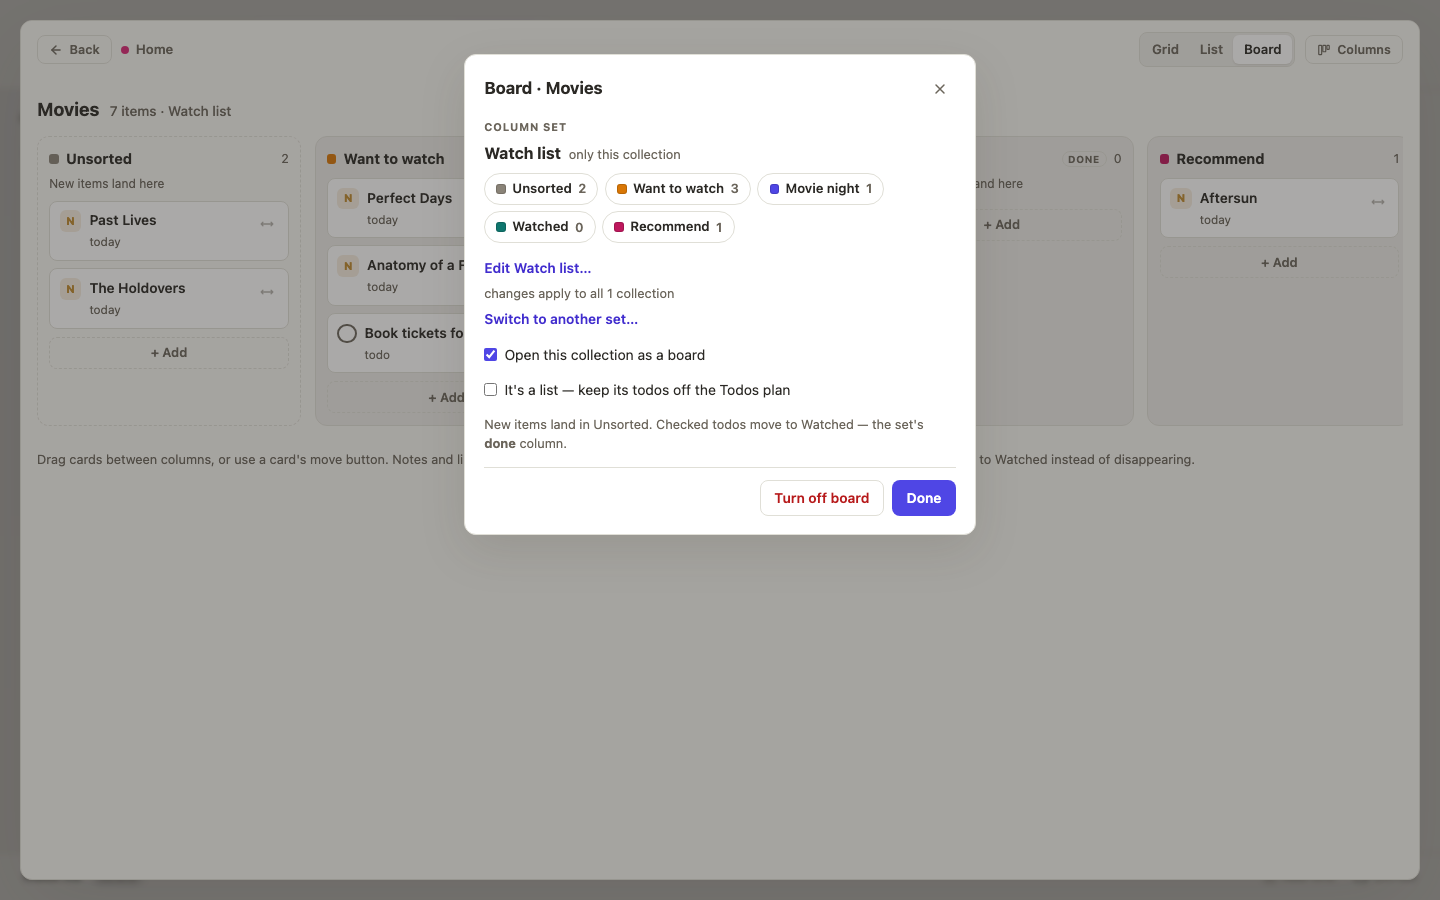 Back
Home
Grid
List
Board
Columns
Movies 7 items · Watch list
Unsorted 2
New items land here
N Past Lives
today
N The Holdovers
today
+ Add
Want to watch
N Perfect Days
today
N Anatomy of a F
today
Book tickets fo
todo
+ Add
DONE 0
and here
+ Add
Recommend 1
N Aftersun
today
+ Add
Drag cards between columns, or use a card's move button. Notes and li
to Watched instead of disappearing.
Board · Movies
COLUMN SET
Watch list only this collection
Unsorted 2 Want to watch 3 Movie night 1
Watched 0 Recommend 1
Edit Watch list...
changes apply to all 1 collection
Switch to another set...
Open this collection as a board
It's a list — keep its todos off the Todos plan
New items land in Unsorted. Checked todos move to Watched — the set's
done column.
Turn off board
Done